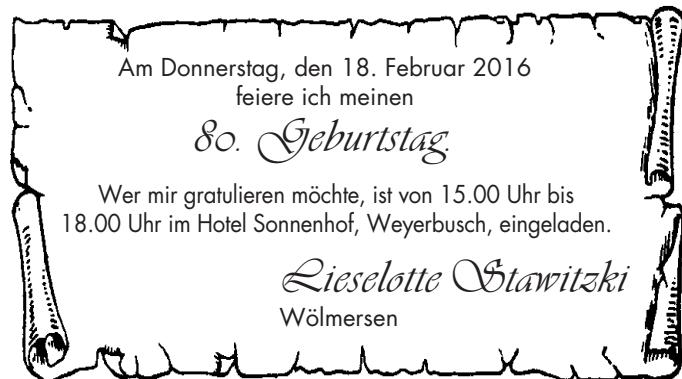 Am Donnerstag, den 18. Februar 2016
feiere ich meinen
80. Geburtstag.
Wer mir gratulieren möchte, ist von 15.00 Uhr bis
18.00 Uhr im Hotel Sonnenhof, Weyerbusch, eingeladen.
Lieselotte Stawitzki
Wölmersen